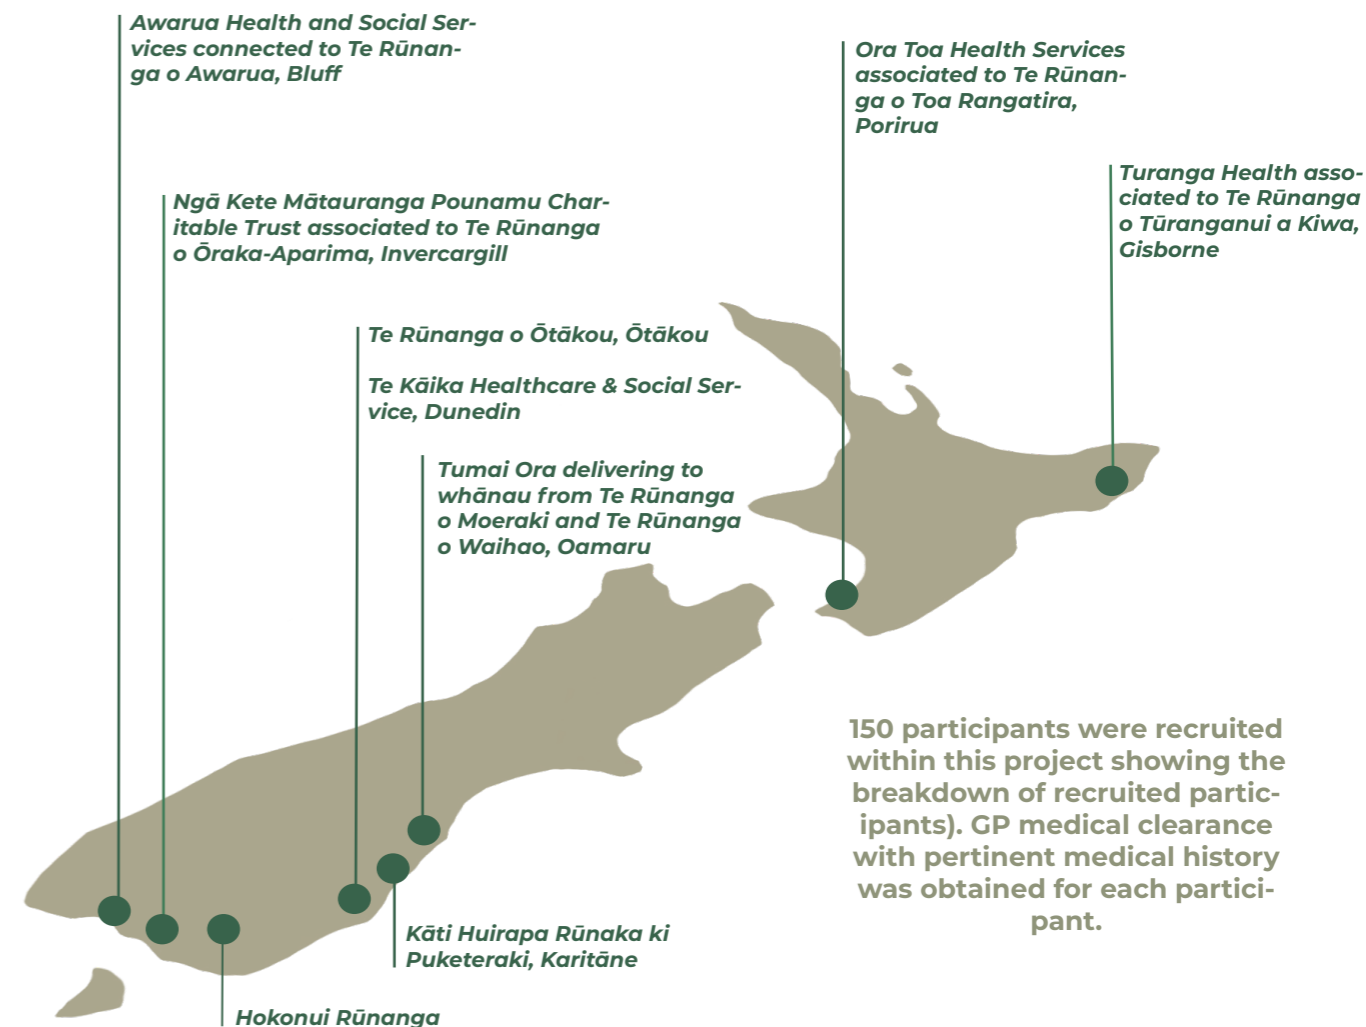 Awarua Health and Social Ser-
vices connected to Te Rūnan-
ga o Awarua, Bluff
Ora Toa Health Services
associated to Te Rūnan-
ga o Toa Rangatira,
Porirua
Turanga Health asso-
ciated to Te Rūnanga
o Tūranganui a Kiwa,
Gisborne
Ngā Kete Mātauranga Pounamu Char-
itable Trust associated to Te Rūnanga
o Ōraka-Aparima, Invercargill
Te Rūnanga o Ōtākou, Ōtākou
Te Kāika Healthcare & Social Ser-
vice, Dunedin
Tumai Ora delivering to
whānau from Te Rūnanga
o Moeraki and Te Rūnanga
o Waihao, Oamaru
150 participants were recruited
within this project showing the
breakdown of recruited partic-
ipants). GP medical clearance
with pertinent medical history
was obtained for each partici-
pant.
Kāti Huirapa Rūnaka ki
Puketeraki, Karitāne
Hokonui Rūnanga